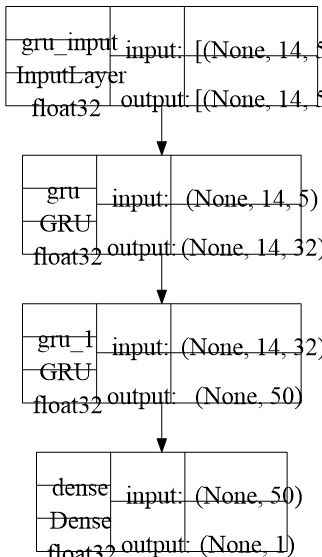 gru_input
InputLayer
float32
input: [(None, 14, 5
output: [(None, 14, 5
gru
GRU
float32
input: (None, 14, 5)
output: (None, 14, 32)
gru_1
GRU
float32
input: (None, 14, 32)
output: (None, 50)
dense
Dense
float32
input: (None, 50)
output: (None, 1)